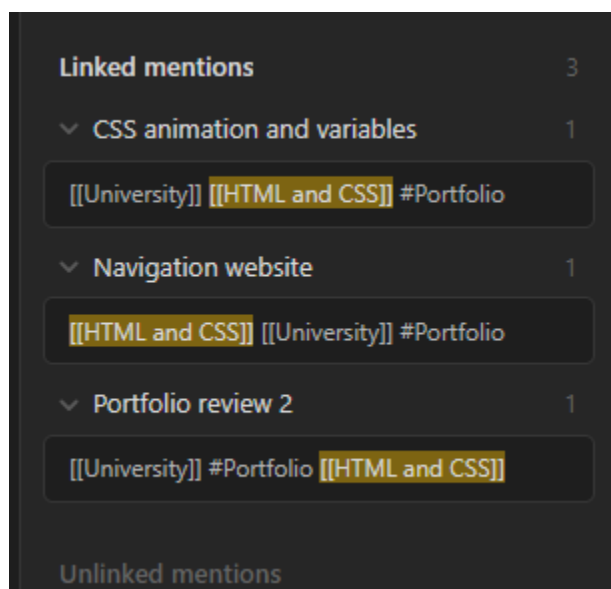 Linked mentions 3
CSS animation and variables 1
[[University]] [[HTML and CSS]] #Portfolio
Navigation website 1
[[HTML and CSS]] [[University]] #Portfolio
Portfolio review 2 1
[[University]] #Portfolio [[HTML and CSS]]
Unlinked mentions